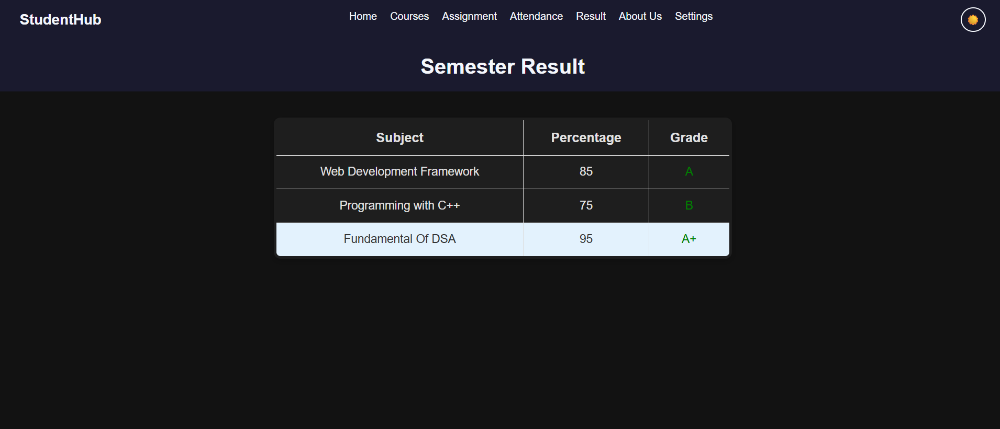 StudentHub
Home Courses Assignment Attendance Result About Us Settings
Semester Result
Subject Percentage Grade
Web Development Framework 85 A
Programming with C++ 75 B
Fundamental Of DSA 95 A+